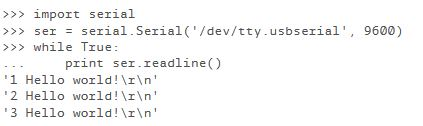 >>> import serial
>>> ser = serial.Serial('/dev/tty.usbserial', 9600)
>>> while True:
...     print ser.readline()
'1 Hello world!\r\n'
'2 Hello world!\r\n'
'3 Hello world!\r\n'